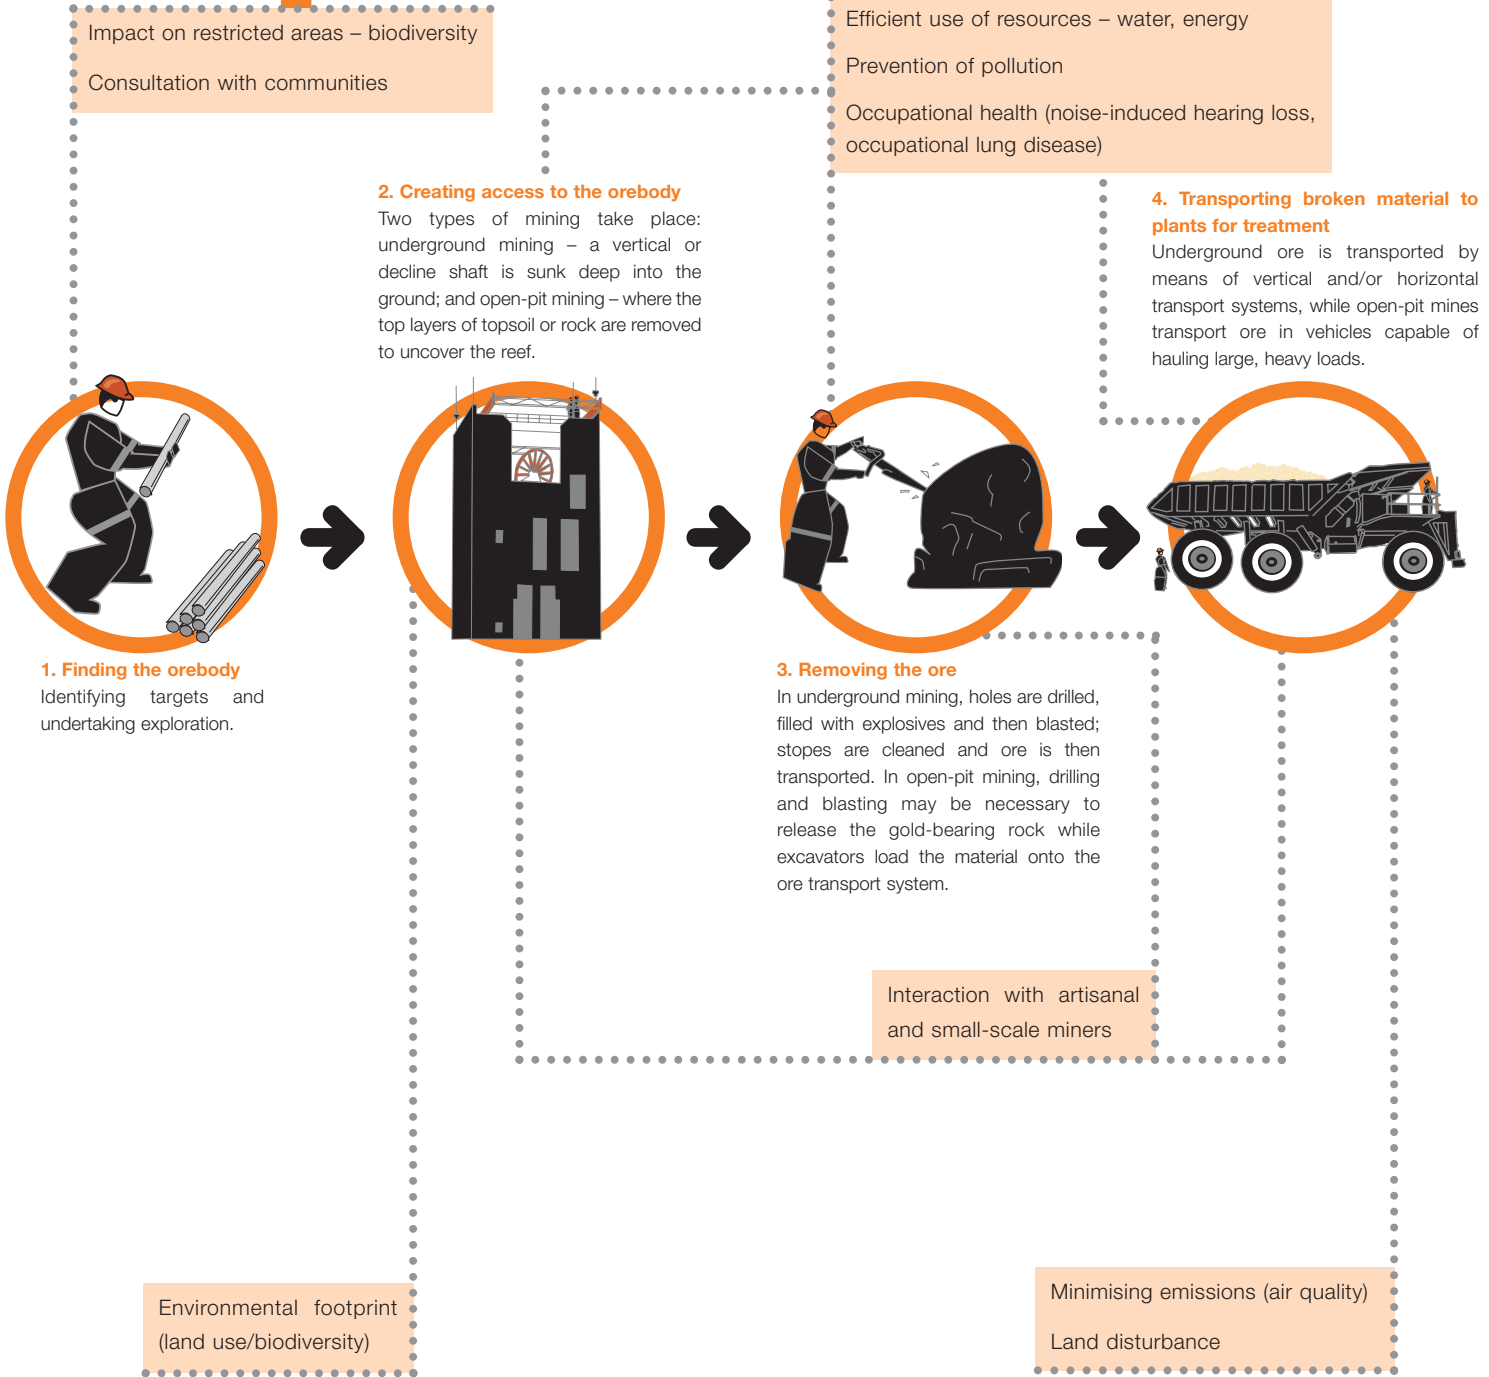 Impact on restricted areas – biodiversity
Consultation with communities
Efficient use of resources – water, energy
Prevention of pollution
Occupational health (noise-induced hearing loss,
occupational lung disease)
2. Creating access to the orebody
Two types of mining take place:
underground mining – a vertical or
decline shaft is sunk deep into the
ground; and open-pit mining – where the
top layers of topsoil or rock are removed
to uncover the reef.
4. Transporting broken material to
plants for treatment
Underground ore is transported by
means of vertical and/or horizontal
transport systems, while open-pit mines
transport ore in vehicles capable of
hauling large, heavy loads.
1. Finding the orebody
Identifying targets and
undertaking exploration.
3. Removing the ore
In underground mining, holes are drilled,
filled with explosives and then blasted;
stopes are cleaned and ore is then
transported. In open-pit mining, drilling
and blasting may be necessary to
release the gold-bearing rock while
excavators load the material onto the
ore transport system.
Interaction with artisanal
and small-scale miners
Environmental footprint
(land use/biodiversity)
Minimising emissions (air quality)
Land disturbance